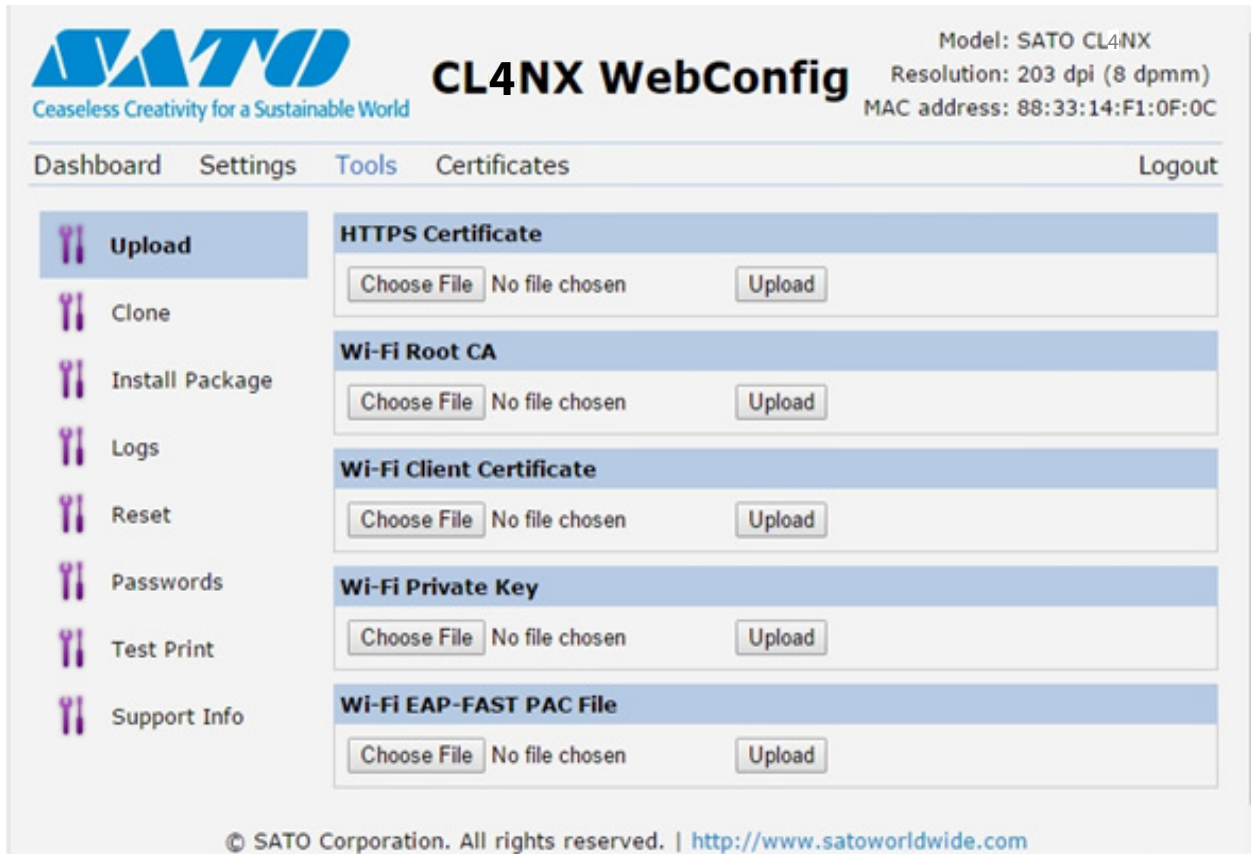 SATO
Ceaseless Creativity for a Sustainable World
CL4NX WebConfig
Model: SATO CL4NX
Resolution: 203 dpi (8 dpmm)
MAC address: 88:33:14:F1:0F:0C
Dashboard Settings Tools Certificates Logout
Upload
Clone
Install Package
Logs
Reset
Passwords
Test Print
Support Info
HTTPS Certificate
Choose File No file chosen Upload
Wi-Fi Root CA
Choose File No file chosen Upload
Wi-Fi Client Certificate
Choose File No file chosen Upload
Wi-Fi Private Key
Choose File No file chosen Upload
Wi-Fi EAP-FAST PAC File
Choose File No file chosen Upload
© SATO Corporation. All rights reserved. | http://www.satoworldwide.com